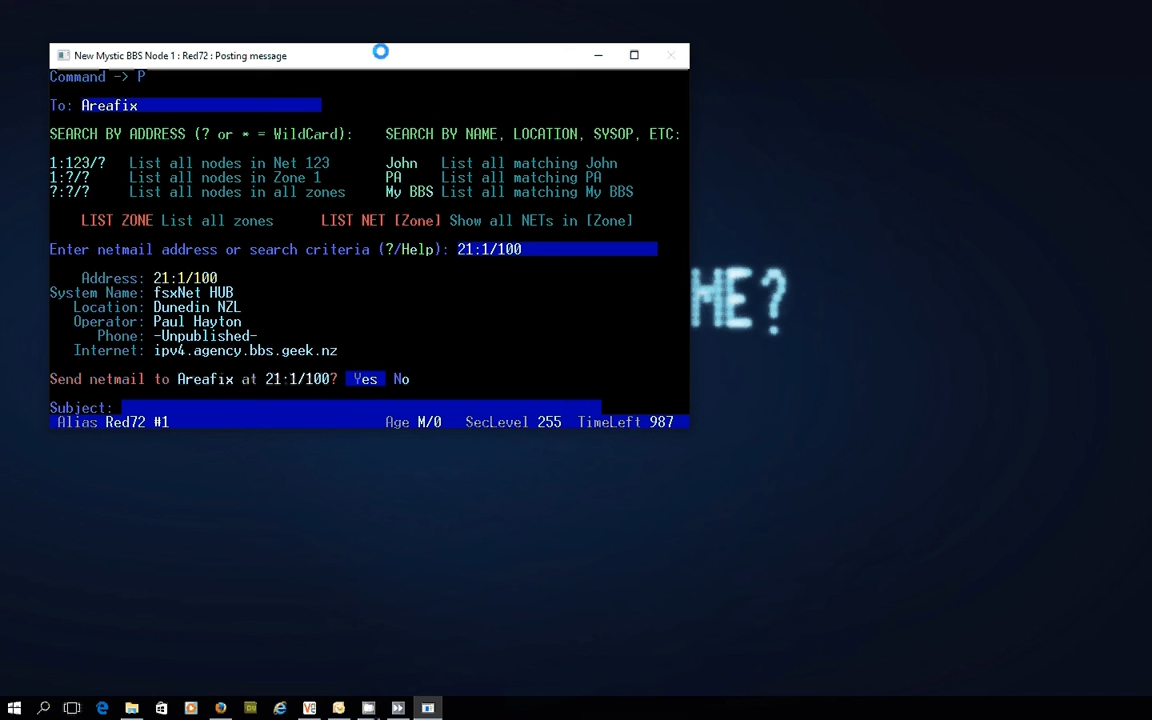 New Mystic BBS Node 1 : Red72 : Posting message
Command -> P
To: Areafix
SEARCH BY ADDRESS (? or * = WildCard): SEARCH BY NAME, LOCATION, SYSOP, ETC:
1:123/? List all nodes in Net 123 John List all matching John
1:?/? List all nodes in Zone 1 PA List all matching PA
?:?/? List all nodes in all zones My BBS List all matching My BBS
LIST ZONE List all zones LIST NET [Zone] Show all NETs in [Zone]
Enter netmail address or search criteria (?/Help): 21:1/100
Address: 21:1/100
System Name: fsxNet HUB
Location: Dunedin NZL
Operator: Paul Hayton
Phone: -Unpublished-
Internet: ipv4.agency.bbs.geek.nz
Send netmail to Areafix at 21:1/100? Yes No
Subject:
Alias Red72 #1 Age M/0 SecLevel 255 TimeLeft 987
ME?